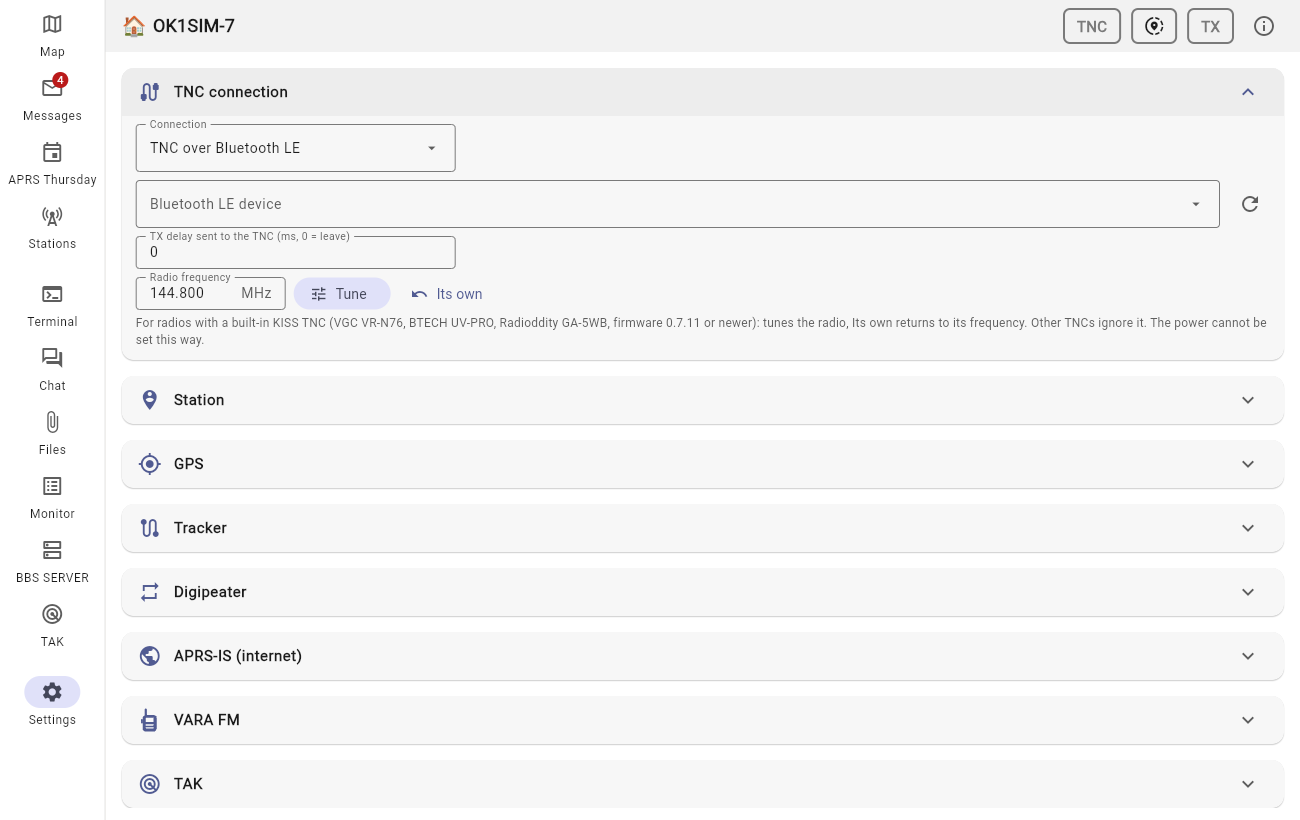 OK1SIM-7
TNC
TX
Map
4
Messages
APRS Thursday
Stations
Terminal
Chat
Files
Monitor
BBS SERVER
TAK
Settings
TNC connection
Connection
TNC over Bluetooth LE
Bluetooth LE device
TX delay sent to the TNC (ms, 0 = leave)
0
Radio frequency
144.800 MHz
Tune
Its own
For radios with a built-in KISS TNC (VGC VR-N76, BTECH UV-PRO, Radioddity GA-5WB, firmware 0.7.11 or newer): tunes the radio, Its own returns to its frequency. Other TNCs ignore it. The power cannot be
set this way.
Station
GPS
Tracker
Digipeater
APRS-IS (internet)
VARA FM
TAK